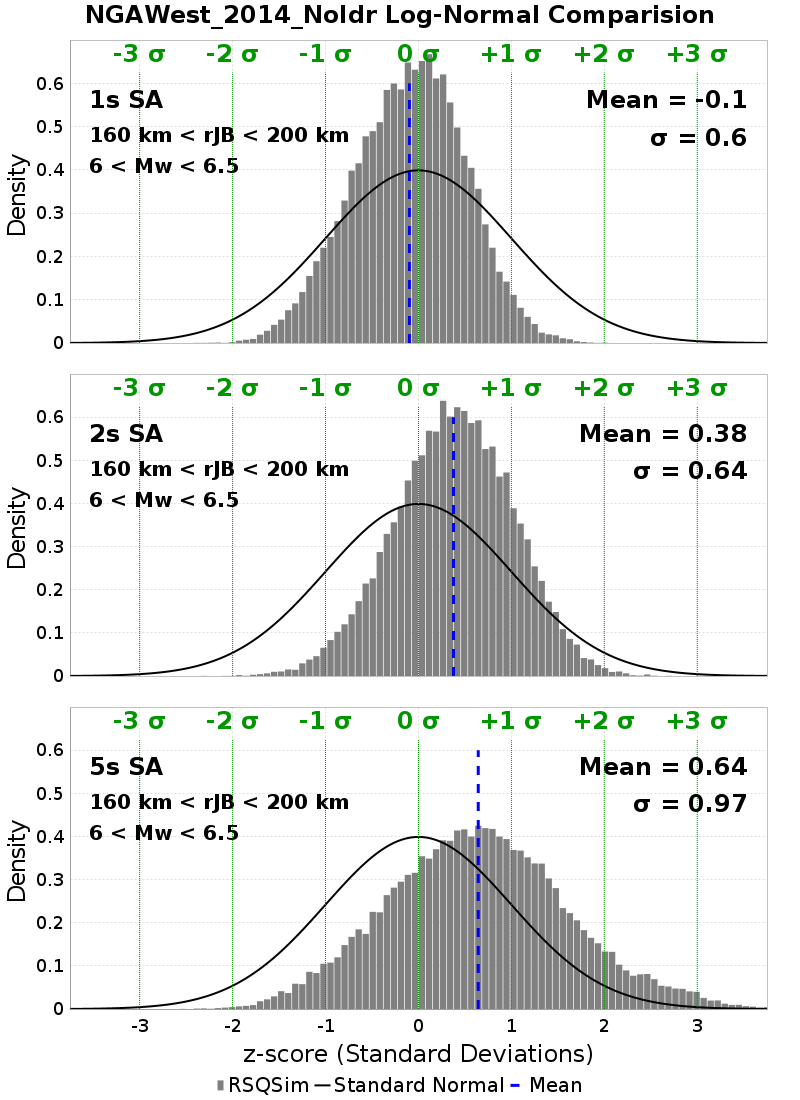 NGAWest_2014_NoIdr Log-Normal Comparision
-3 σ -2 σ -1 σ 0 σ +1 σ +2 σ +3 σ
1s SA
Mean = -0.1
160 km < rJB < 200 km
σ = 0.6
6 < Mw < 6.5
Density
0.6
0.5
0.4
0.3
0.2
0.1
0
-3 σ -2 σ -1 σ 0 σ +1 σ +2 σ +3 σ
2s SA
Mean = 0.38
160 km < rJB < 200 km
σ = 0.64
6 < Mw < 6.5
Density
0.6
0.5
0.4
0.3
0.2
0.1
0
-3 σ -2 σ -1 σ 0 σ +1 σ +2 σ +3 σ
5s SA
Mean = 0.64
160 km < rJB < 200 km
σ = 0.97
6 < Mw < 6.5
Density
0.6
0.5
0.4
0.3
0.2
0.1
0
-3 -2 -1 0 1 2 3
z-score (Standard Deviations)
RSQSim Standard Normal Mean